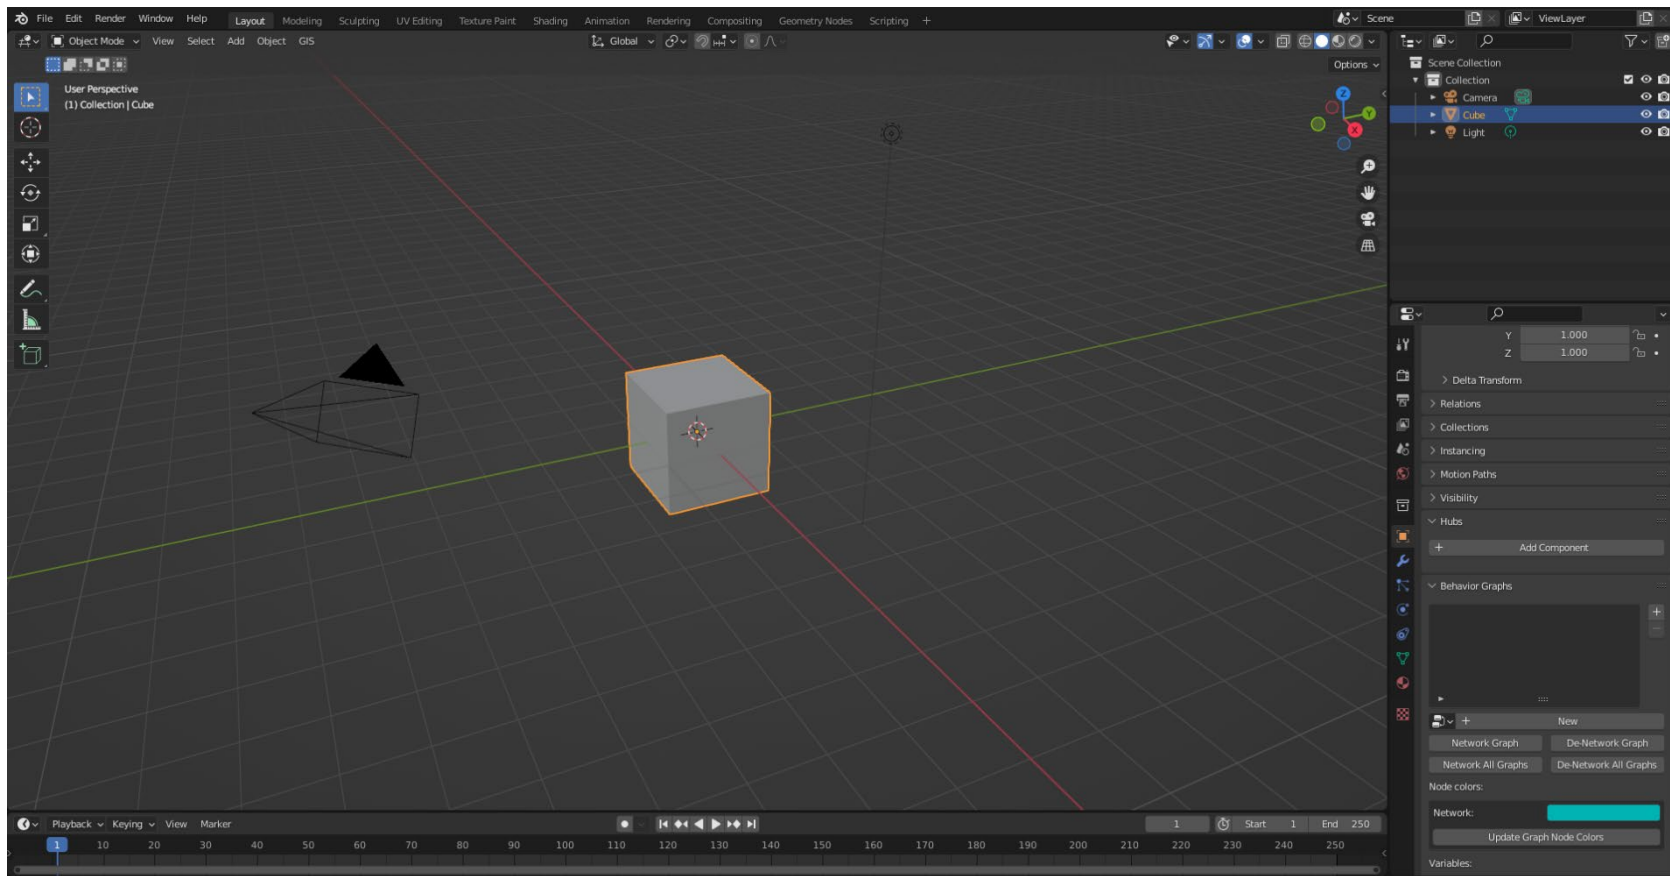 File Edit Render Window Help Layout Modeling Sculpting UV Editing Texture Paint Shading Animation Rendering Compositing Geometry Nodes Scripting + Scene ViewLayer
Object Mode View Select Add Object GIS Global
Options
User Perspective
(1) Collection | Cube
Z
Y
X
Scene Collection
Collection
Camera
Cube
Light
Y 1.000
Z 1.000
Delta Transform
Relations
Collections
Instancing
Motion Paths
Visibility
Hubs
+ Add Component
Behavior Graphs
+ New
Network Graph De-Network Graph
Network All Graphs De-Network All Graphs
Node colors:
Network:
Update Graph Node Colors
Variables:
Playback Keying View Marker 1 Start 1 End 250
1 10 20 30 40 50 60 70 80 90 100 110 120 130 140 150 160 170 180 190 200 210 220 230 240 250